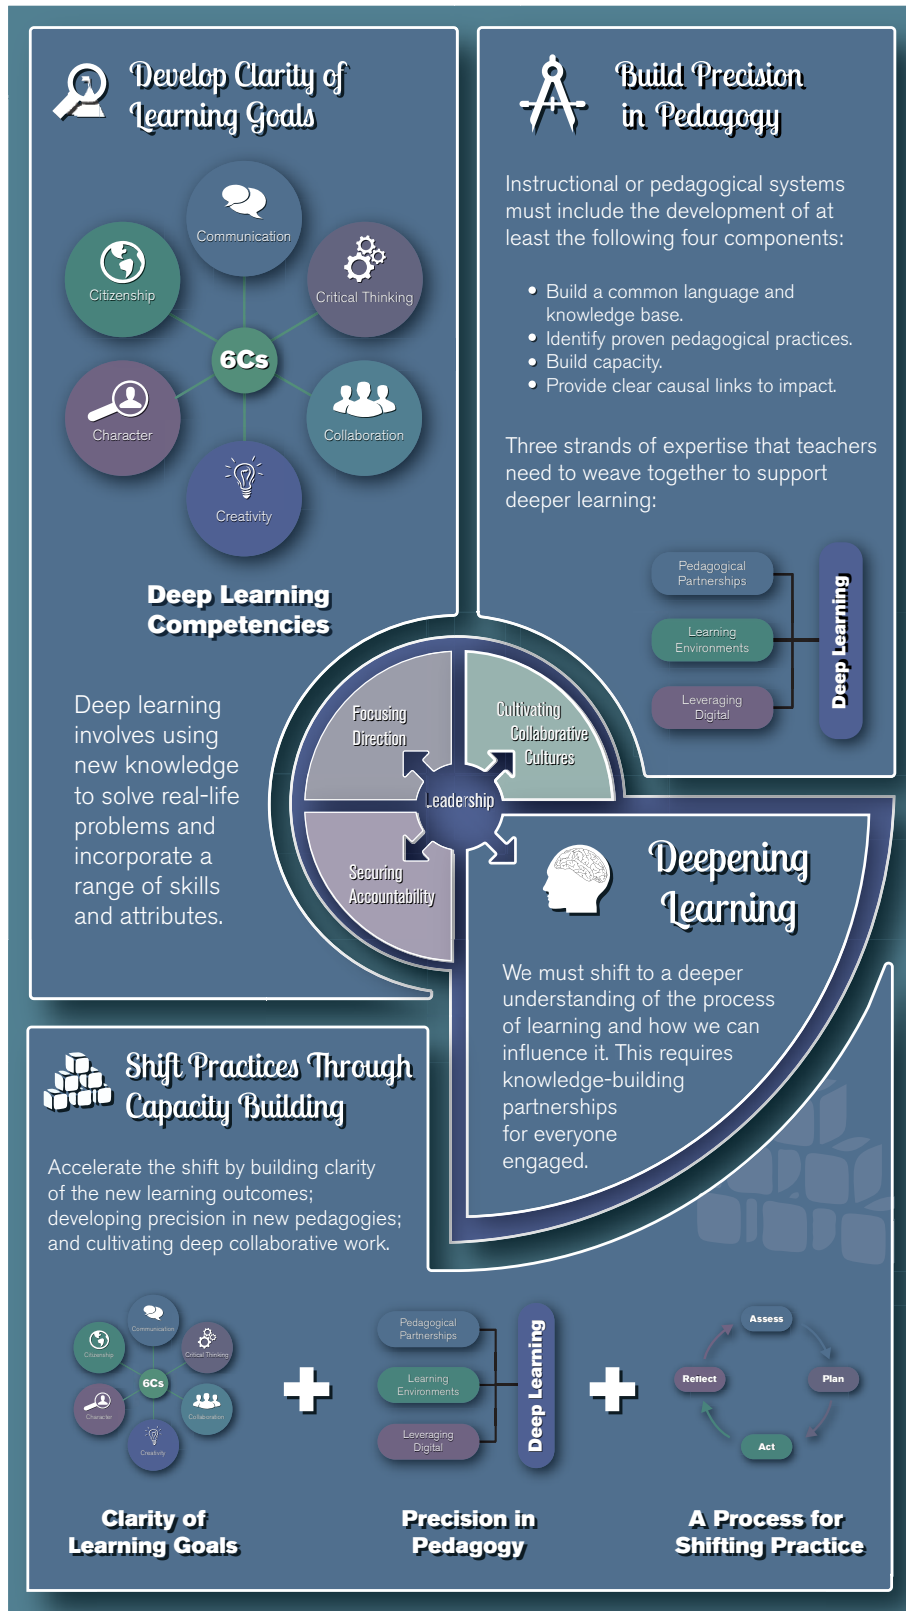 Develop Clarity of
Learning Goals
Communication
Citizenship
Critical Thinking
6Cs
Character
Collaboration
Creativity
Deep Learning
Competencies
Deep learning
involves using
new knowledge
to solve real-life
problems and
incorporate a
range of skills
and attributes.
Build Precision
in Pedagogy
Instructional or pedagogical systems
must include the development of at
least the following four components:
• Build a common language and
knowledge base.
• Identify proven pedagogical practices.
• Build capacity.
• Provide clear causal links to impact.
Three strands of expertise that teachers
need to weave together to support
deeper learning:
Pedagogical
Partnerships
Learning
Environments
Leveraging
Digital
Deep Learning
Focusing
Direction
Cultivating
Collaborative
Cultures
Leadership
Securing
Accountability
Deepening
Learning
We must shift to a deeper
understanding of the process
of learning and how we can
influence it. This requires
knowledge-building
partnerships
for everyone
engaged.
Shift Practices Through
Capacity Building
Accelerate the shift by building clarity
of the new learning outcomes;
developing precision in new pedagogies;
and cultivating deep collaborative work.
Communication
Citizenship
Critical Thinking
6Cs
Character
Collaboration
Creativity
Clarity of
Learning Goals
Pedagogical
Partnerships
Learning
Environments
Leveraging
Digital
Deep Learning
Precision in
Pedagogy
Assess
Reflect
Plan
Act
A Process for
Shifting Practice